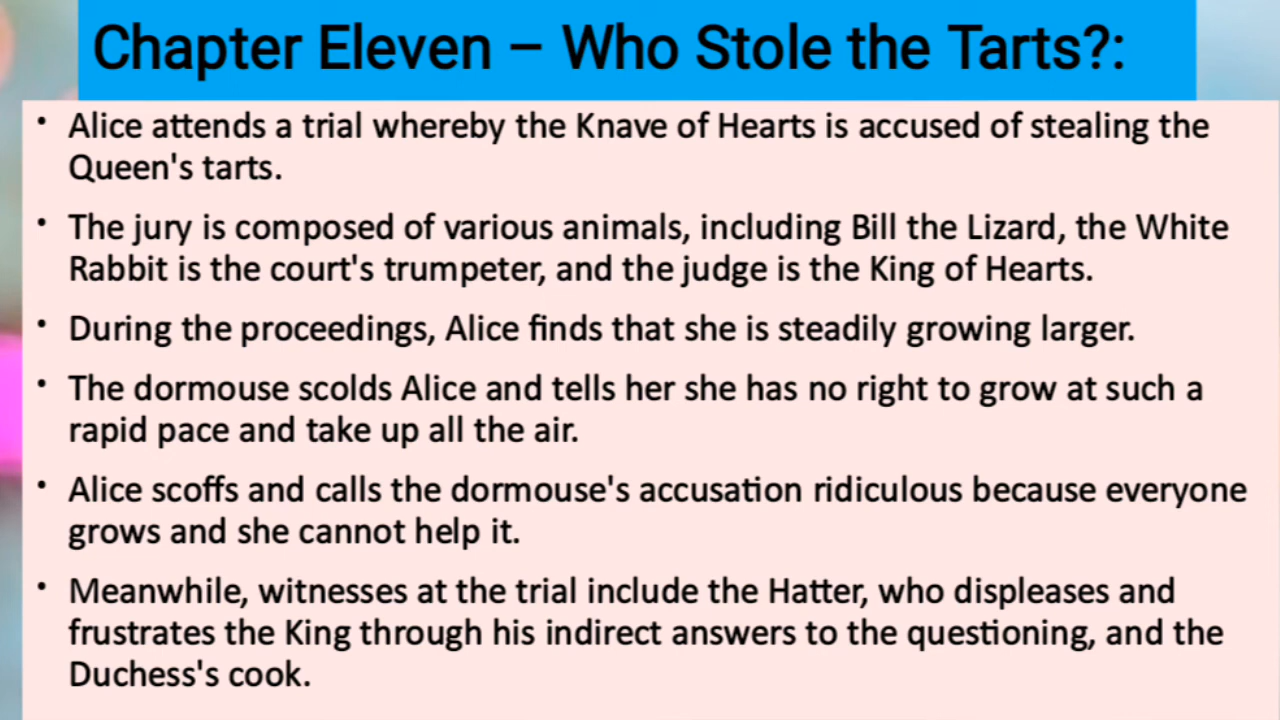 Chapter Eleven – Who Stole the Tarts?:
• Alice attends a trial whereby the Knave of Hearts is accused of stealing the
Queen's tarts.
• The jury is composed of various animals, including Bill the Lizard, the White
Rabbit is the court's trumpeter, and the judge is the King of Hearts.
• During the proceedings, Alice finds that she is steadily growing larger.
• The dormouse scolds Alice and tells her she has no right to grow at such a
rapid pace and take up all the air.
• Alice scoffs and calls the dormouse's accusation ridiculous because everyone
grows and she cannot help it.
• Meanwhile, witnesses at the trial include the Hatter, who displeases and
frustrates the King through his indirect answers to the questioning, and the
Duchess's cook.